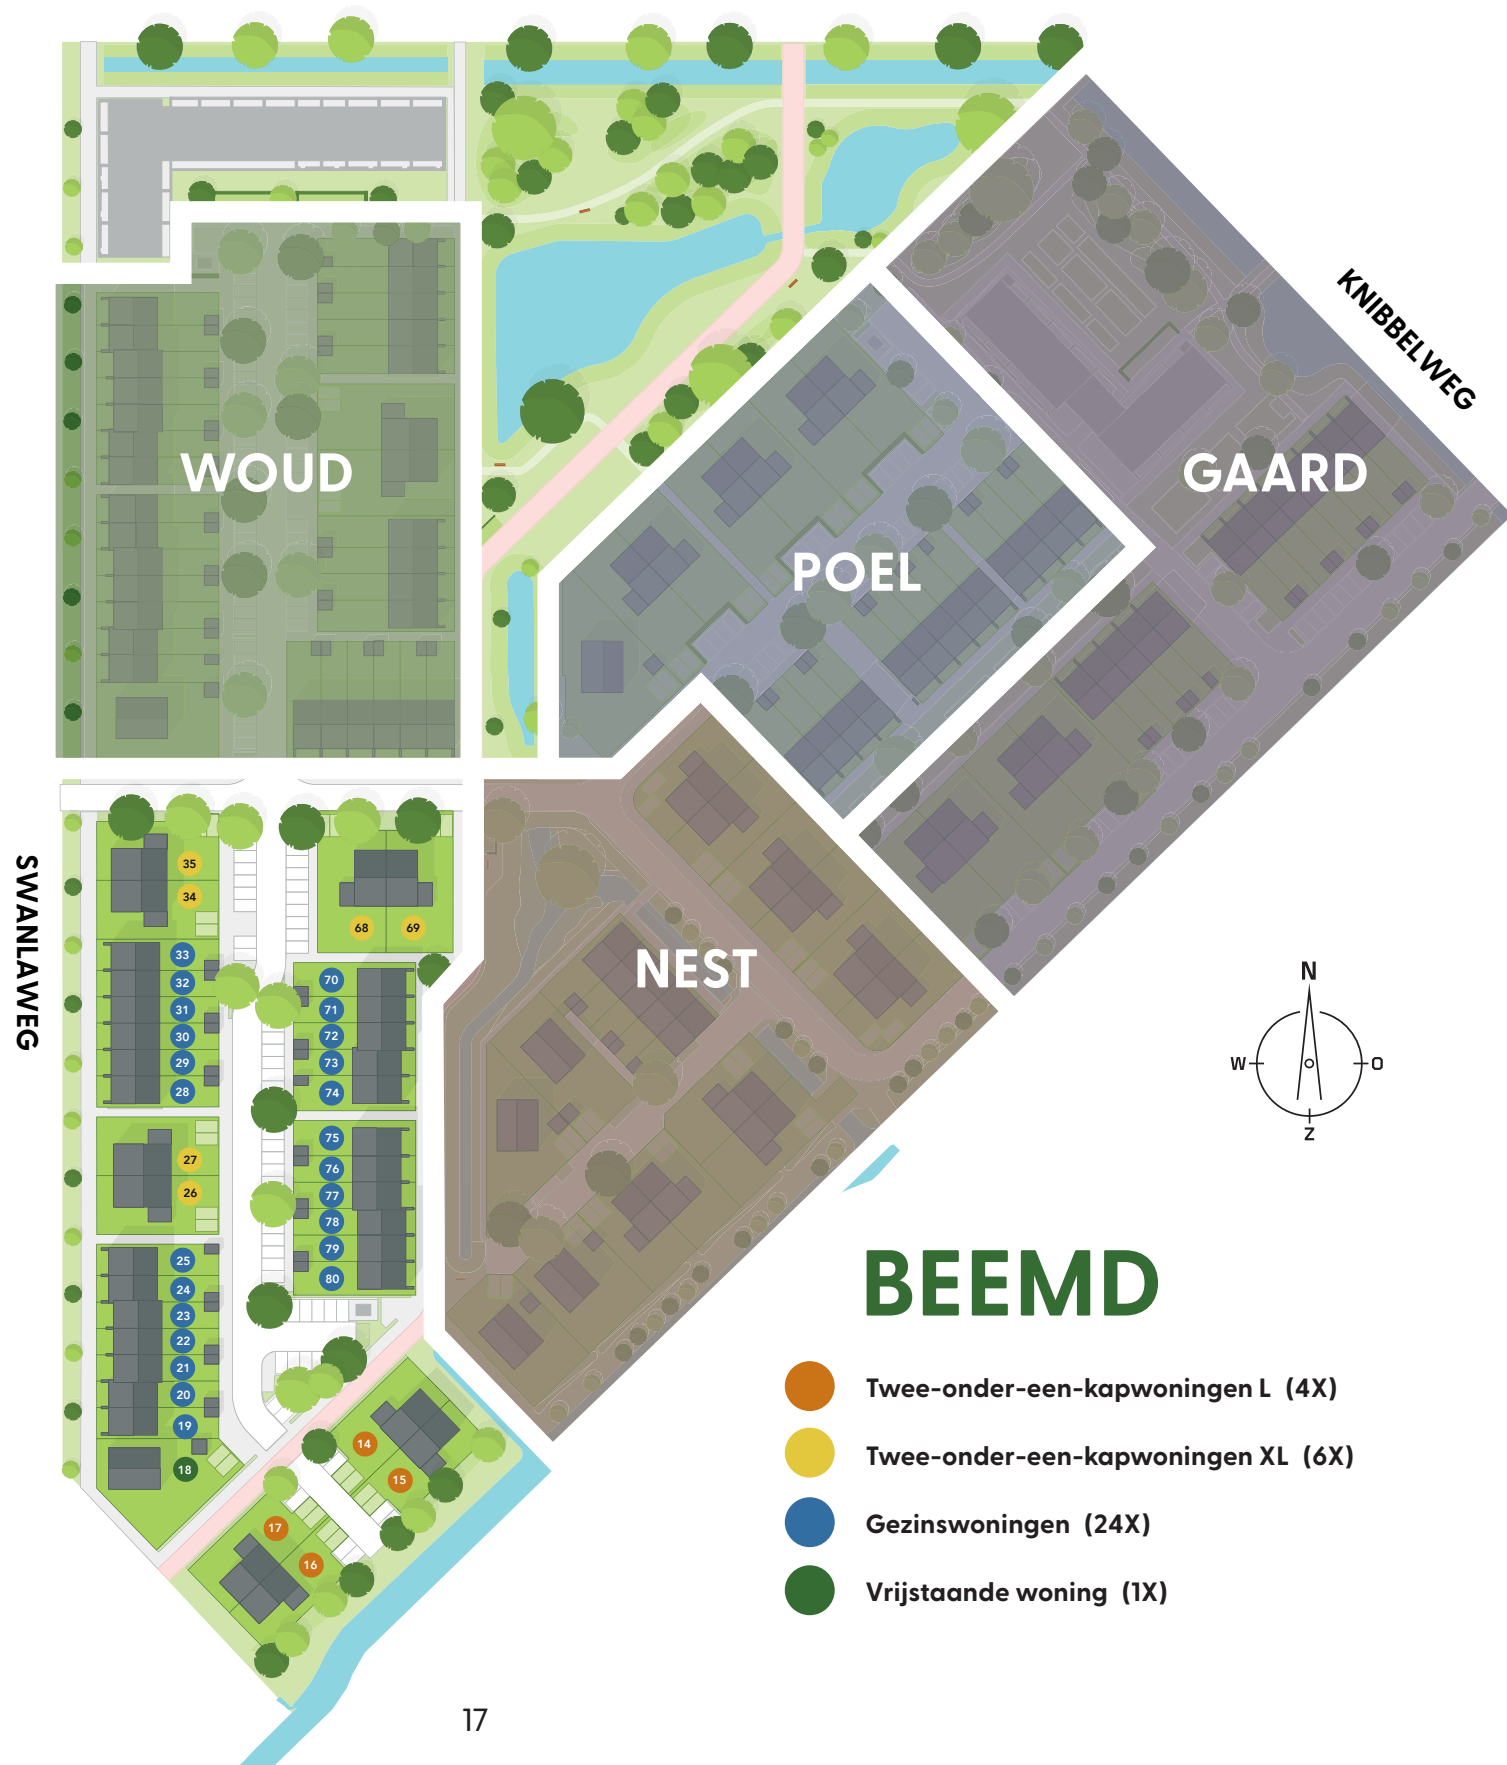 KNIBBELWEG
WOUD
GAARD
POEL
SWANLAWEG
35
34
68
69
33
32
31
30
29
28
70
71
72
73
74
NEST
N
W
O
Z
27
26
75
76
77
78
79
80
25
24
23
22
21
20
19
18
14
15
17
16
BEEMD
Twee-onder-een-kapwoningen L (4X)
Twee-onder-een-kapwoningen XL (6X)
Gezinswoningen (24X)
Vrijstaande woning (1X)
17